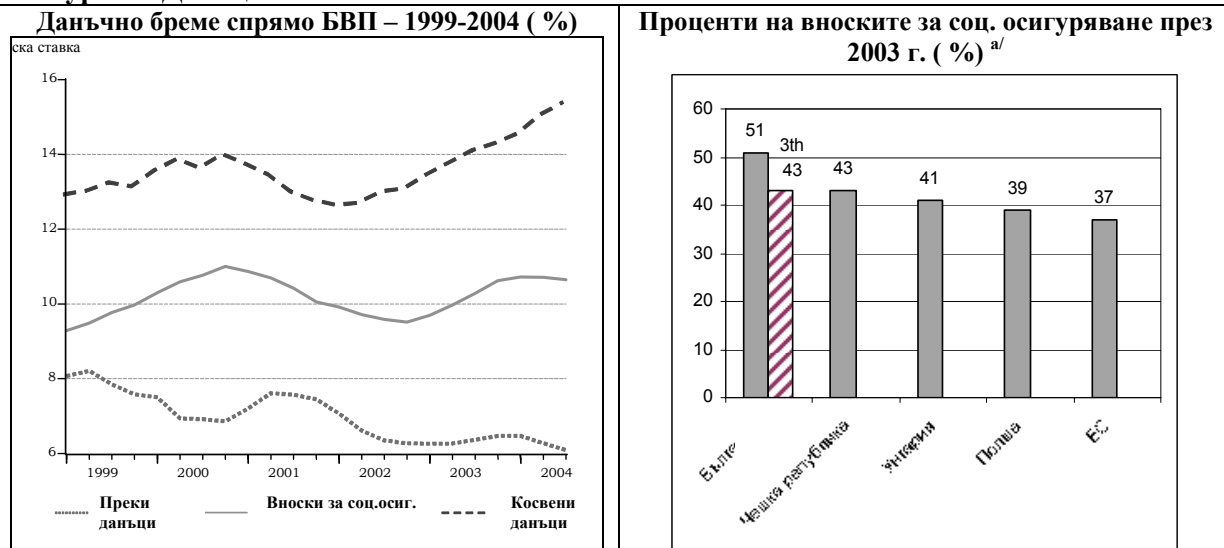 Данъчно бреме спрямо БВП – 1999-2004 ( %)
ска ставка
16
14
12
10
8
6
1999 2000 2001 2002 2003 2004
Преки данъци
Вноски за соц.осиг.
Косвени данъци
Проценти на вноските за соц. осигуряване през
2003 г. ( %) a/
60
50
40
30
20
10
0
51
3th
43
43
41
39
37
Чешка република
Унгария
Полша
ЕС